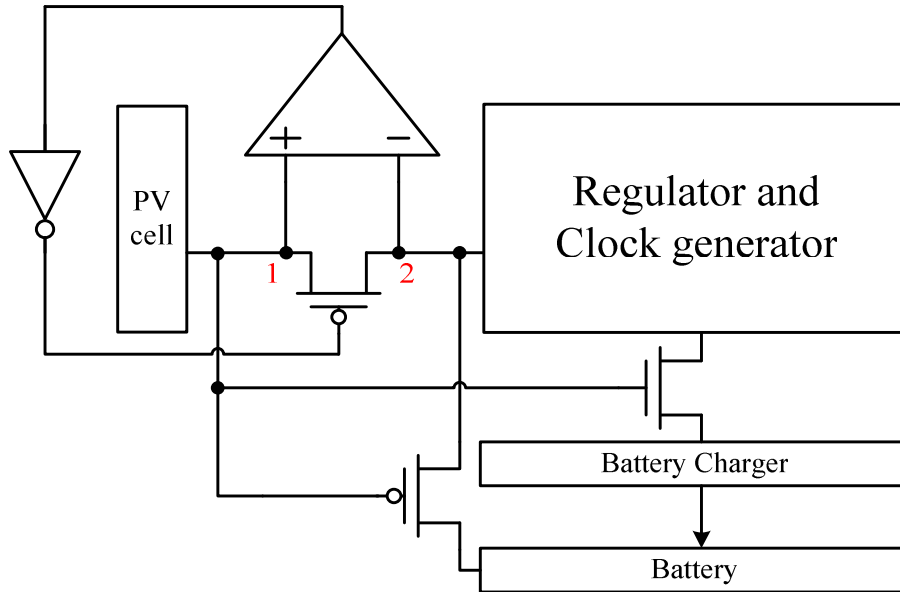 +
−
PV
cell
Regulator and
Clock generator
1
2
Battery Charger
Battery